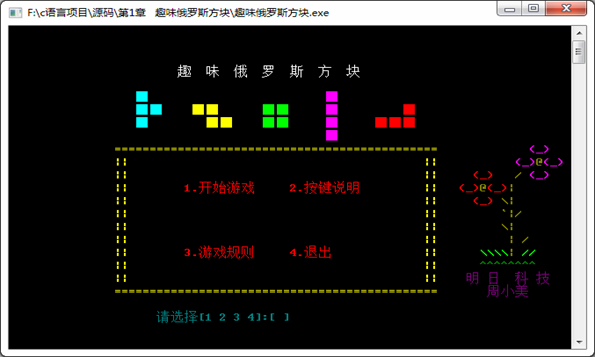 F:\c语言项目\源码\第1章 趣味俄罗斯方块\趣味俄罗斯方块.exe
趣 味 俄 罗 斯 方 块
1.开始游戏 2.按键说明
3.游戏规则 4.退出
明 日 科 技
周小美
请选择[1 2 3 4]:[ ]